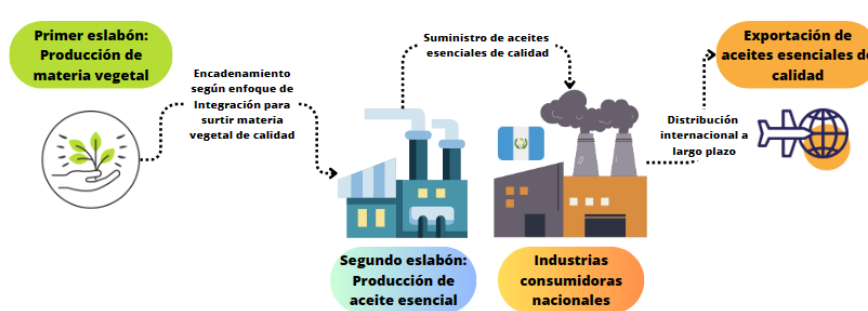 Primer eslabón:
Producción de
materia vegetal
Encadenamiento
según enfoque de
Integración para
surtir materia
vegetal de calidad
Suministro de aceites
esenciales de calidad
Segundo eslabón:
Producción de
aceite esencial
Industrias
consumidoras
nacionales
Distribución
internacional a
largo plazo
Exportación de
aceites esenciales de
calidad